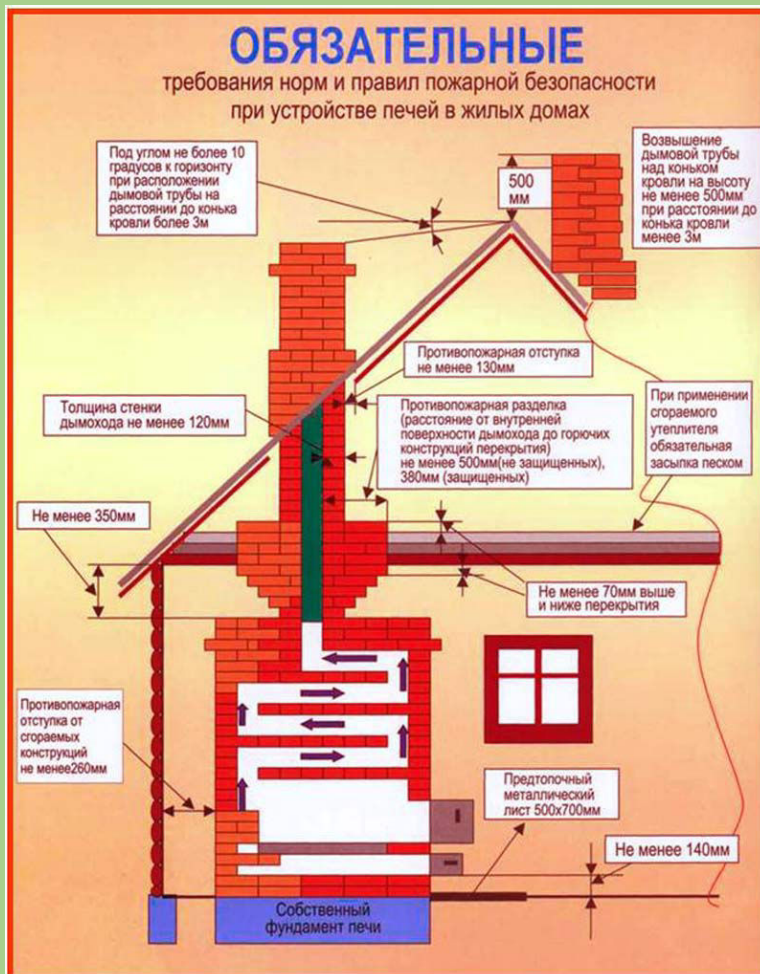 ОБЯЗАТЕЛЬНЫЕ
требования норм и правил пожарной безопасности
при устройстве печей в жилых домах
Под углом не более 10
градусов к горизонту
при расположении
дымовой трубы на
расстоянии до конька
кровли более 3м
500
мм
Возвышение
дымовой трубы
над коньком
кровли на высоту
не менее 500мм
при расстоянии до
конька кровли
менее 3м
Противопожарная отступка
не менее 130мм
Толщина стенки
дымохода не менее 120мм
Противопожарная разделка
(расстояние от внутренней
поверхности дымохода до горючих
конструкций перекрытия)
не менее 500мм(не защищенных),
380мм (защищенных)
При применении
сгораемого
утеплителя
обязательная
засыпка песком
Не менее 350мм
Не менее 70мм выше
и ниже перекрытия
Противопожарная
отступка от
сгораемых
конструкций
не менее260мм
Предтопочный
металлический
лист 500х700мм
Не менее 140мм
Собственный
фундамент печи